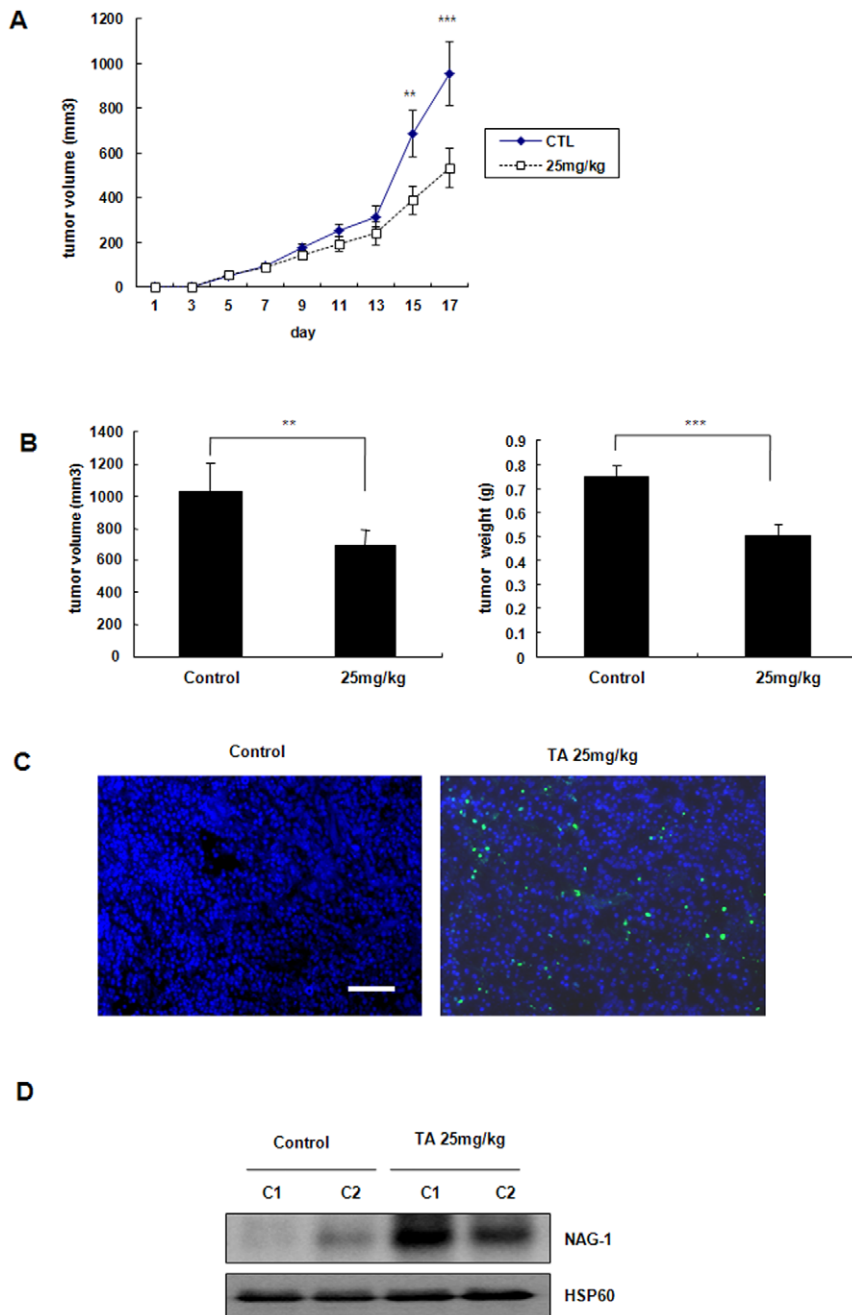 A
1200
1000
800
600
400
200
0
tumor volume (mm3)
**
***
1 3 5 7 9 11 13 15 17
day
CTL
25mg/kg
B
1400
1200
1000
800
600
400
200
0
tumor volume (mm3)
**
Control 25mg/kg
0.9
0.8
0.7
0.6
0.5
0.4
0.3
0.2
0.1
0
tumor weight (g)
***
Control 25mg/kg
C
Control TA 25mg/kg
D
Control TA 25mg/kg
C1 C2 C1 C2
NAG-1
HSP60